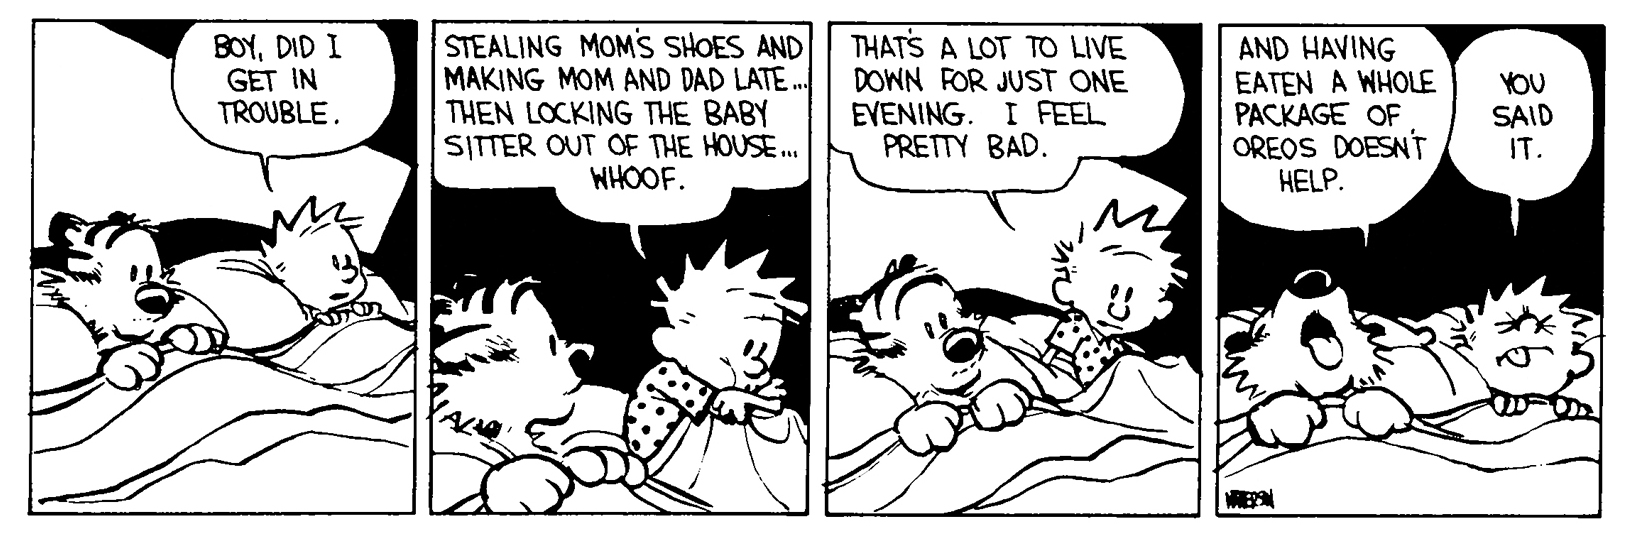 BOY, DID I
GET IN
TROUBLE.
STEALING MOM'S SHOES AND
MAKING MOM AND DAD LATE...
THEN LOCKING THE BABY
SITTER OUT OF THE HOUSE...
WHOOF.
THAT'S A LOT TO LIVE
DOWN FOR JUST ONE
EVENING. I FEEL
PRETTY BAD.
AND HAVING
EATEN A WHOLE
PACKAGE OF
OREOS DOESN'T
HELP.
YOU
SAID
IT.
WATTERSON